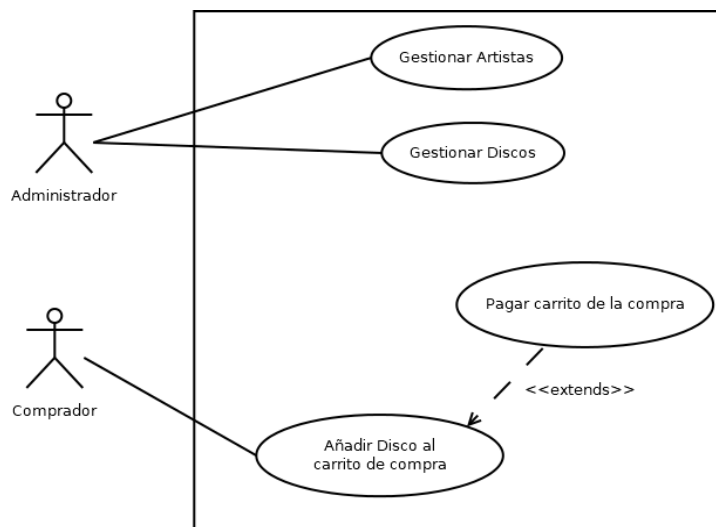 Gestionar Artistas
Gestionar Discos
Administrador
Pagar carrito de la compra
<<extends>>
Comprador
Añadir Disco al
carrito de compra